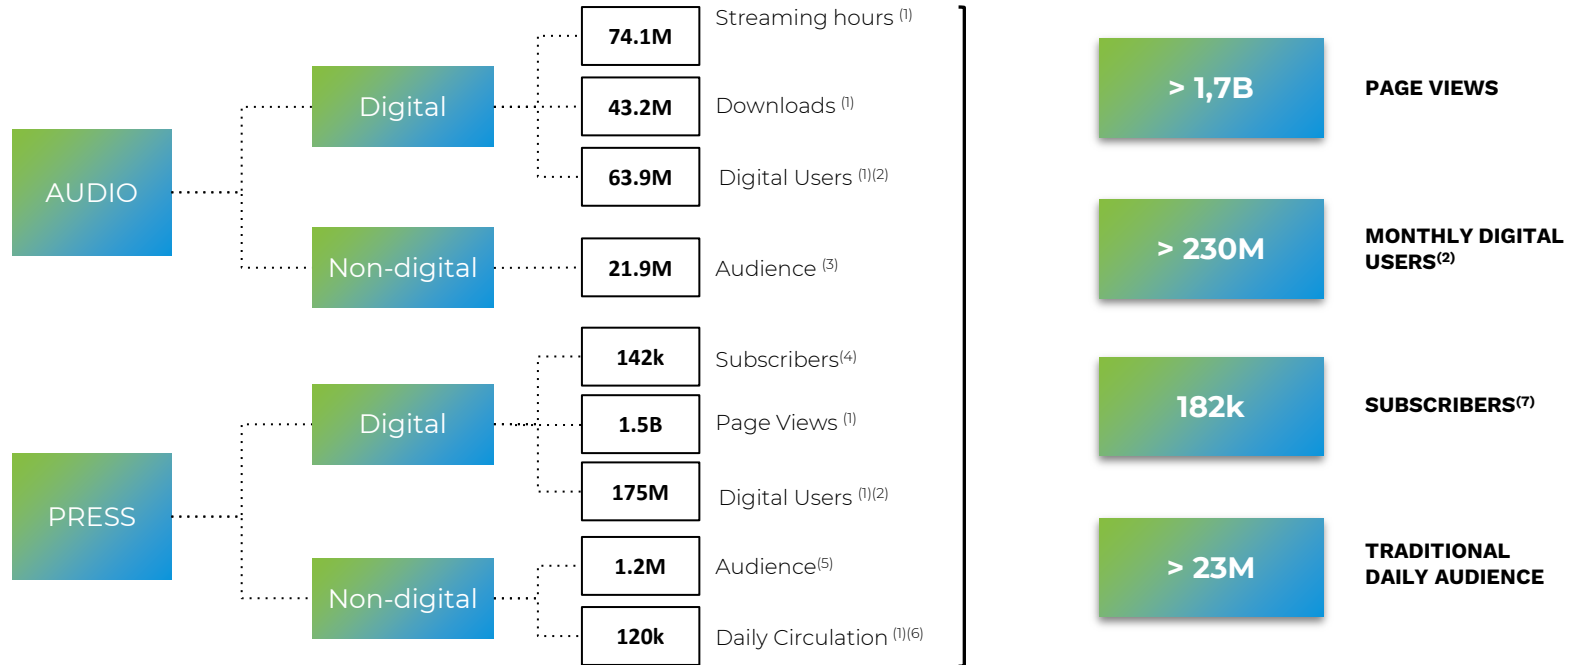 AUDIO
Digital
74.1M
Streaming hours (1)
43.2M
Downloads (1)
63.9M
Digital Users (1)(2)
Non-digital
21.9M
Audience (3)
PRESS
Digital
142k
Subscribers(4)
1.5B
Page Views (1)
175M
Digital Users (1)(2)
Non-digital
1.2M
Audience(5)
120k
Daily Circulation (1)(6)
> 1,7B
PAGE VIEWS
> 230M
MONTHLY DIGITAL
USERS(2)
182k
SUBSCRIBERS(7)
> 23M
TRADITIONAL
DAILY AUDIENCE